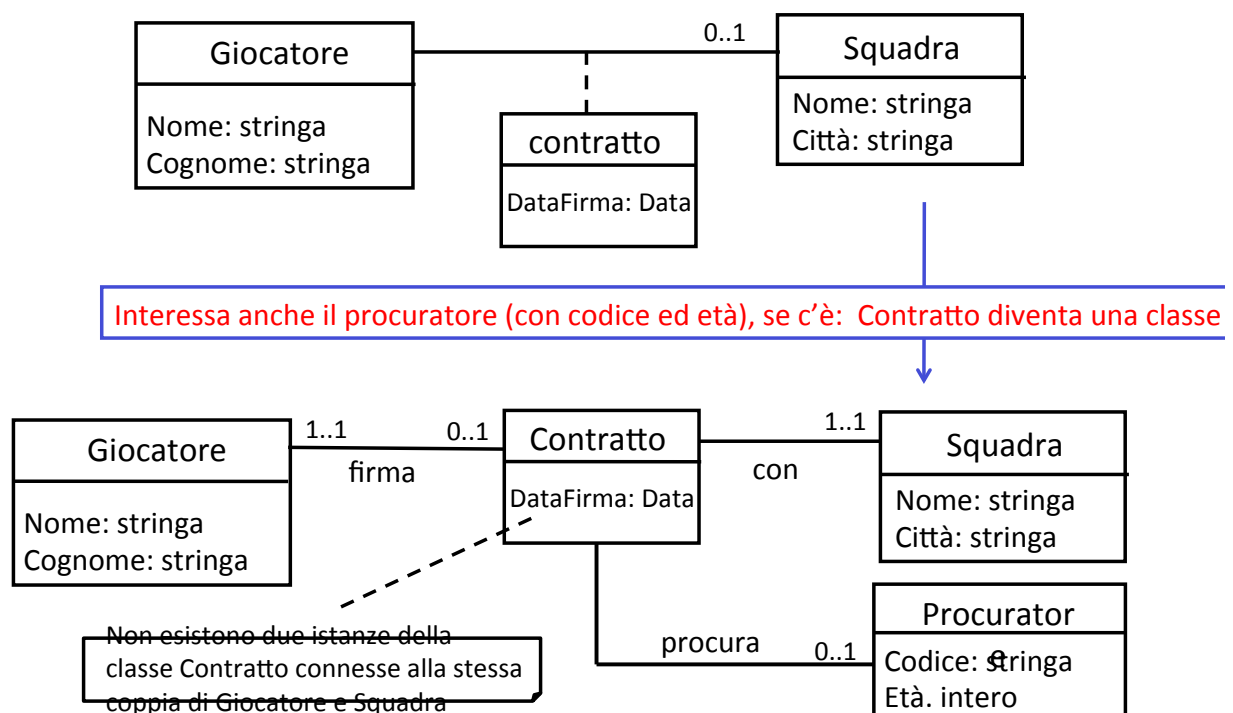 Giocatore
Nome: stringa
Cognome: stringa
0..1
contratto
DataFirma: Data
Squadra
Nome: stringa
Città: stringa
Interessa anche il procuratore (con codice ed età), se c’è: Contratto diventa una classe
Giocatore
Nome: stringa
Cognome: stringa
1..1
0..1
firma
Contratto
DataFirma: Data
1..1
con
Squadra
Nome: stringa
Città: stringa
Non esistono due istanze della
classe Contratto connesse alla stessa
coppia di Giocatore e Squadra
procura
0..1
Procurator
e
Codice: stringa
Età. intero